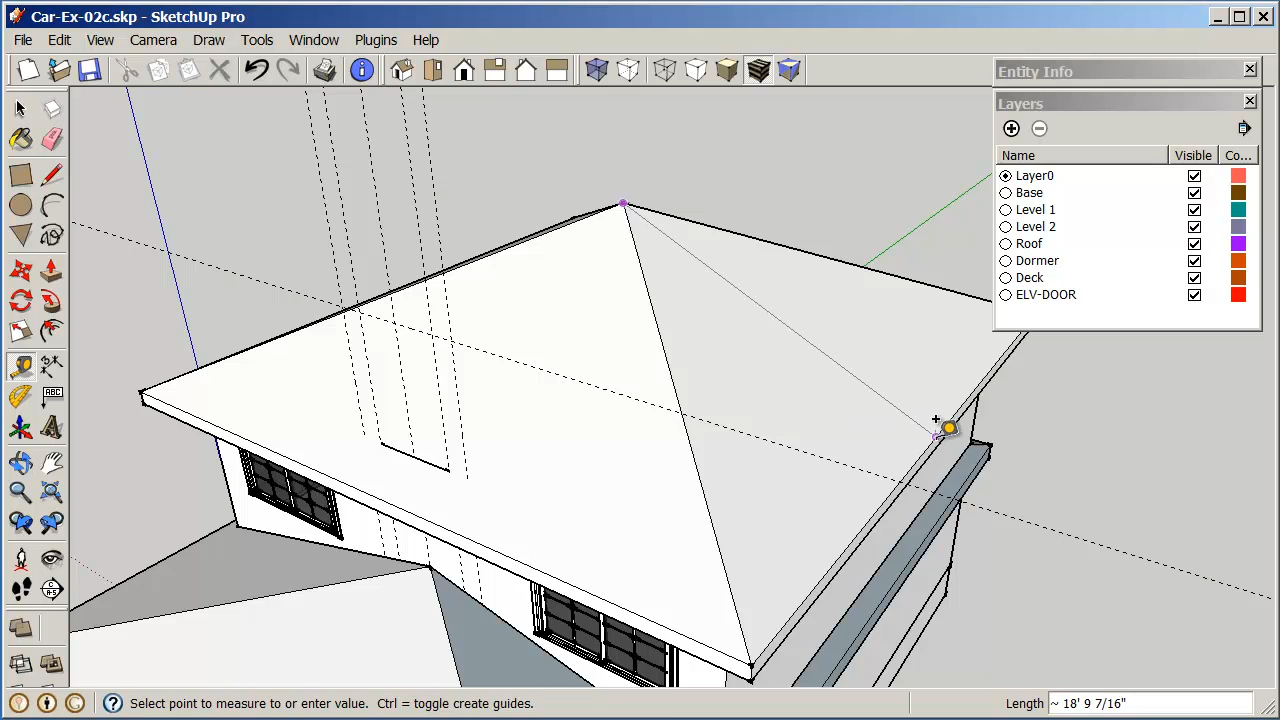 Car-Ex-02c.skp - SketchUp Pro
File Edit View Camera Draw Tools Window Plugins Help
Entity Info
Layers
Name Visible Co...
Layer0
Base
Level 1
Level 2
Roof
Dormer
Deck
ELV-DOOR
ABC
Select point to measure to or enter value. Ctrl = toggle create guides.
Length ~ 18' 9 7/16"